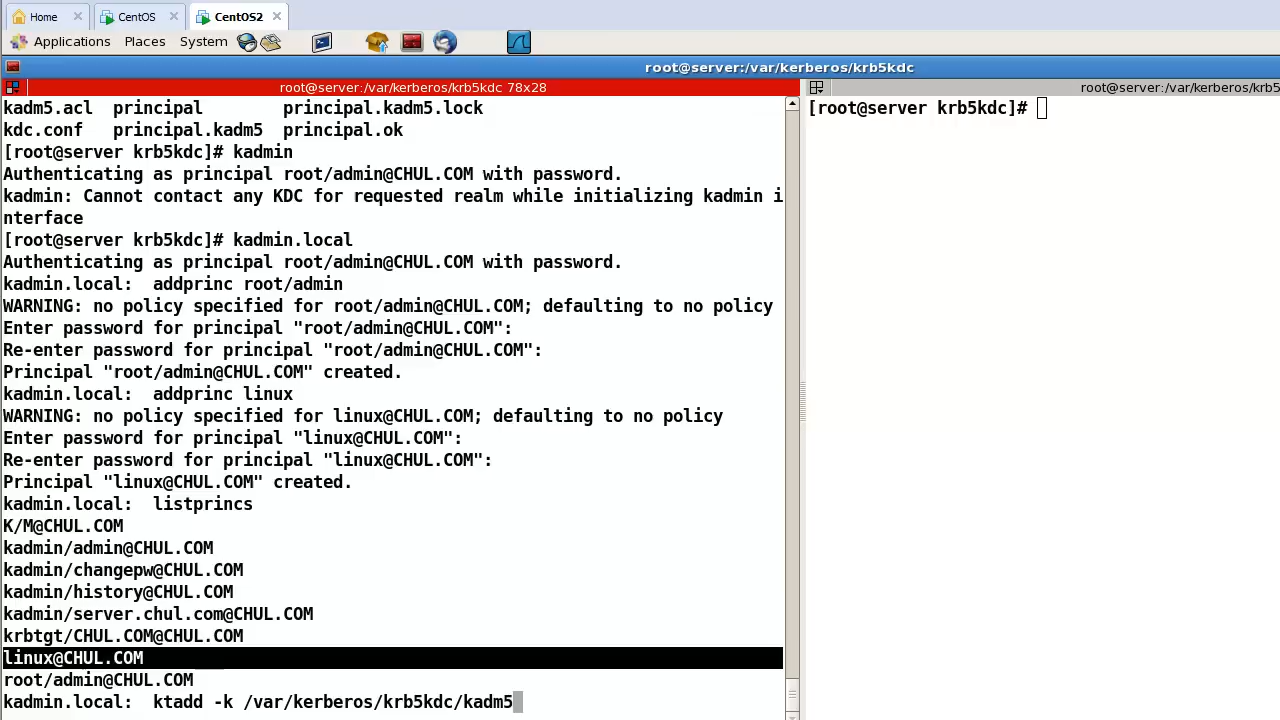 Home
CentOS
CentOS2
Applications Places System
root@server:/var/kerberos/krb5kdc
root@server:/var/kerberos/krb5kdc 78x28
kadm5.acl  principal        principal.kadm5.lock
kdc.conf   principal.kadm5  principal.ok
[root@server krb5kdc]# kadmin
Authenticating as principal root/admin@CHUL.COM with password.
kadmin: Cannot contact any KDC for requested realm while initializing kadmin i
nterface
[root@server krb5kdc]# kadmin.local
Authenticating as principal root/admin@CHUL.COM with password.
kadmin.local:  addprinc root/admin
WARNING: no policy specified for root/admin@CHUL.COM; defaulting to no policy
Enter password for principal "root/admin@CHUL.COM":
Re-enter password for principal "root/admin@CHUL.COM":
Principal "root/admin@CHUL.COM" created.
kadmin.local:  addprinc linux
WARNING: no policy specified for linux@CHUL.COM; defaulting to no policy
Enter password for principal "linux@CHUL.COM":
Re-enter password for principal "linux@CHUL.COM":
Principal "linux@CHUL.COM" created.
kadmin.local:  listprincs
K/M@CHUL.COM
kadmin/admin@CHUL.COM
kadmin/changepw@CHUL.COM
kadmin/history@CHUL.COM
kadmin/server.chul.com@CHUL.COM
krbtgt/CHUL.COM@CHUL.COM
linux@CHUL.COM
root/admin@CHUL.COM
kadmin.local:  ktadd -k /var/kerberos/krb5kdc/kadm5
root@server:/var/kerberos/krb5
[root@server krb5kdc]#